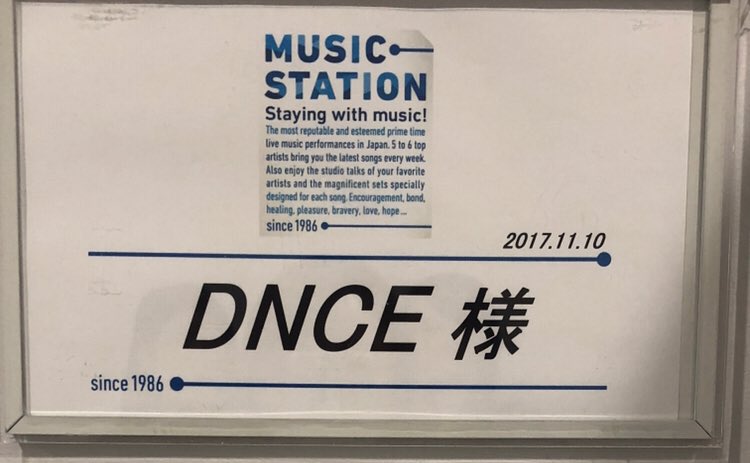 MUSIC
STATION
Staying with music!
The most reputable and esteemed prime time
live music performances in Japan. 5 to 6 top
artists bring you the latest songs every week.
Also enjoy the studio talks of your favorite
artists and the magnificent sets specially
designed for each song. Encouragement, bond,
healing, pleasure, bravery, love, hope...
since 1986
2017.11.10
DNCE 様
since 1986